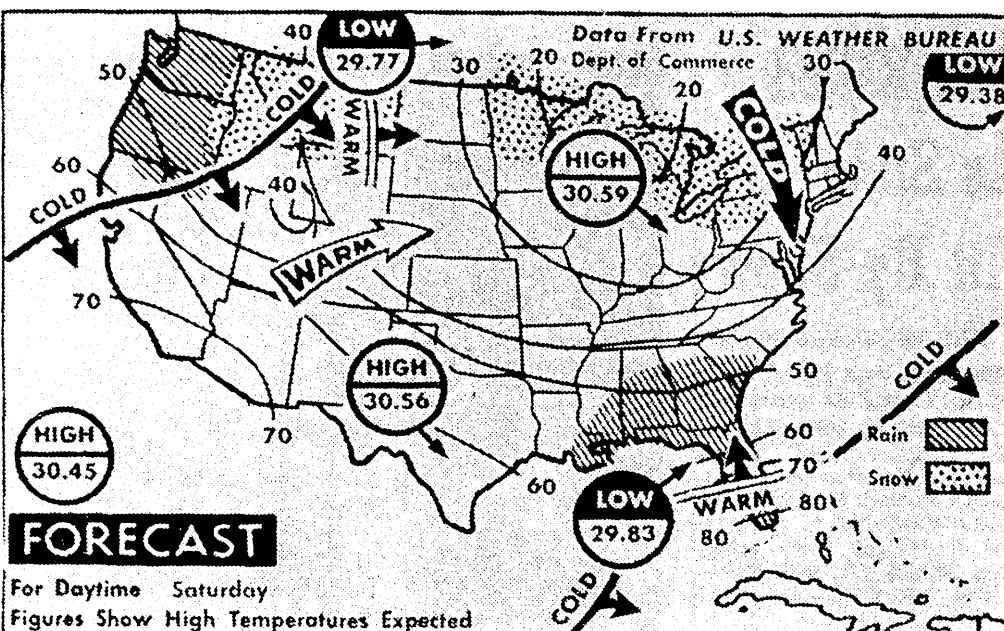 Data From U.S. WEATHER BUREAU
Dept. of Commerce
LOW
29.77
LOW
29.38
40
50
30
20
20
30
COLD
WARM
COLD
HIGH
30.59
40
60
COLD
40
WARM
70
HIGH
30.56
COLD
50
60
70
HIGH
30.45
70
60
LOW
29.83
WARM
80
80
COLD
Rain
Snow
FORECAST
For Daytime Saturday
Figures Show High Temperatures Expected